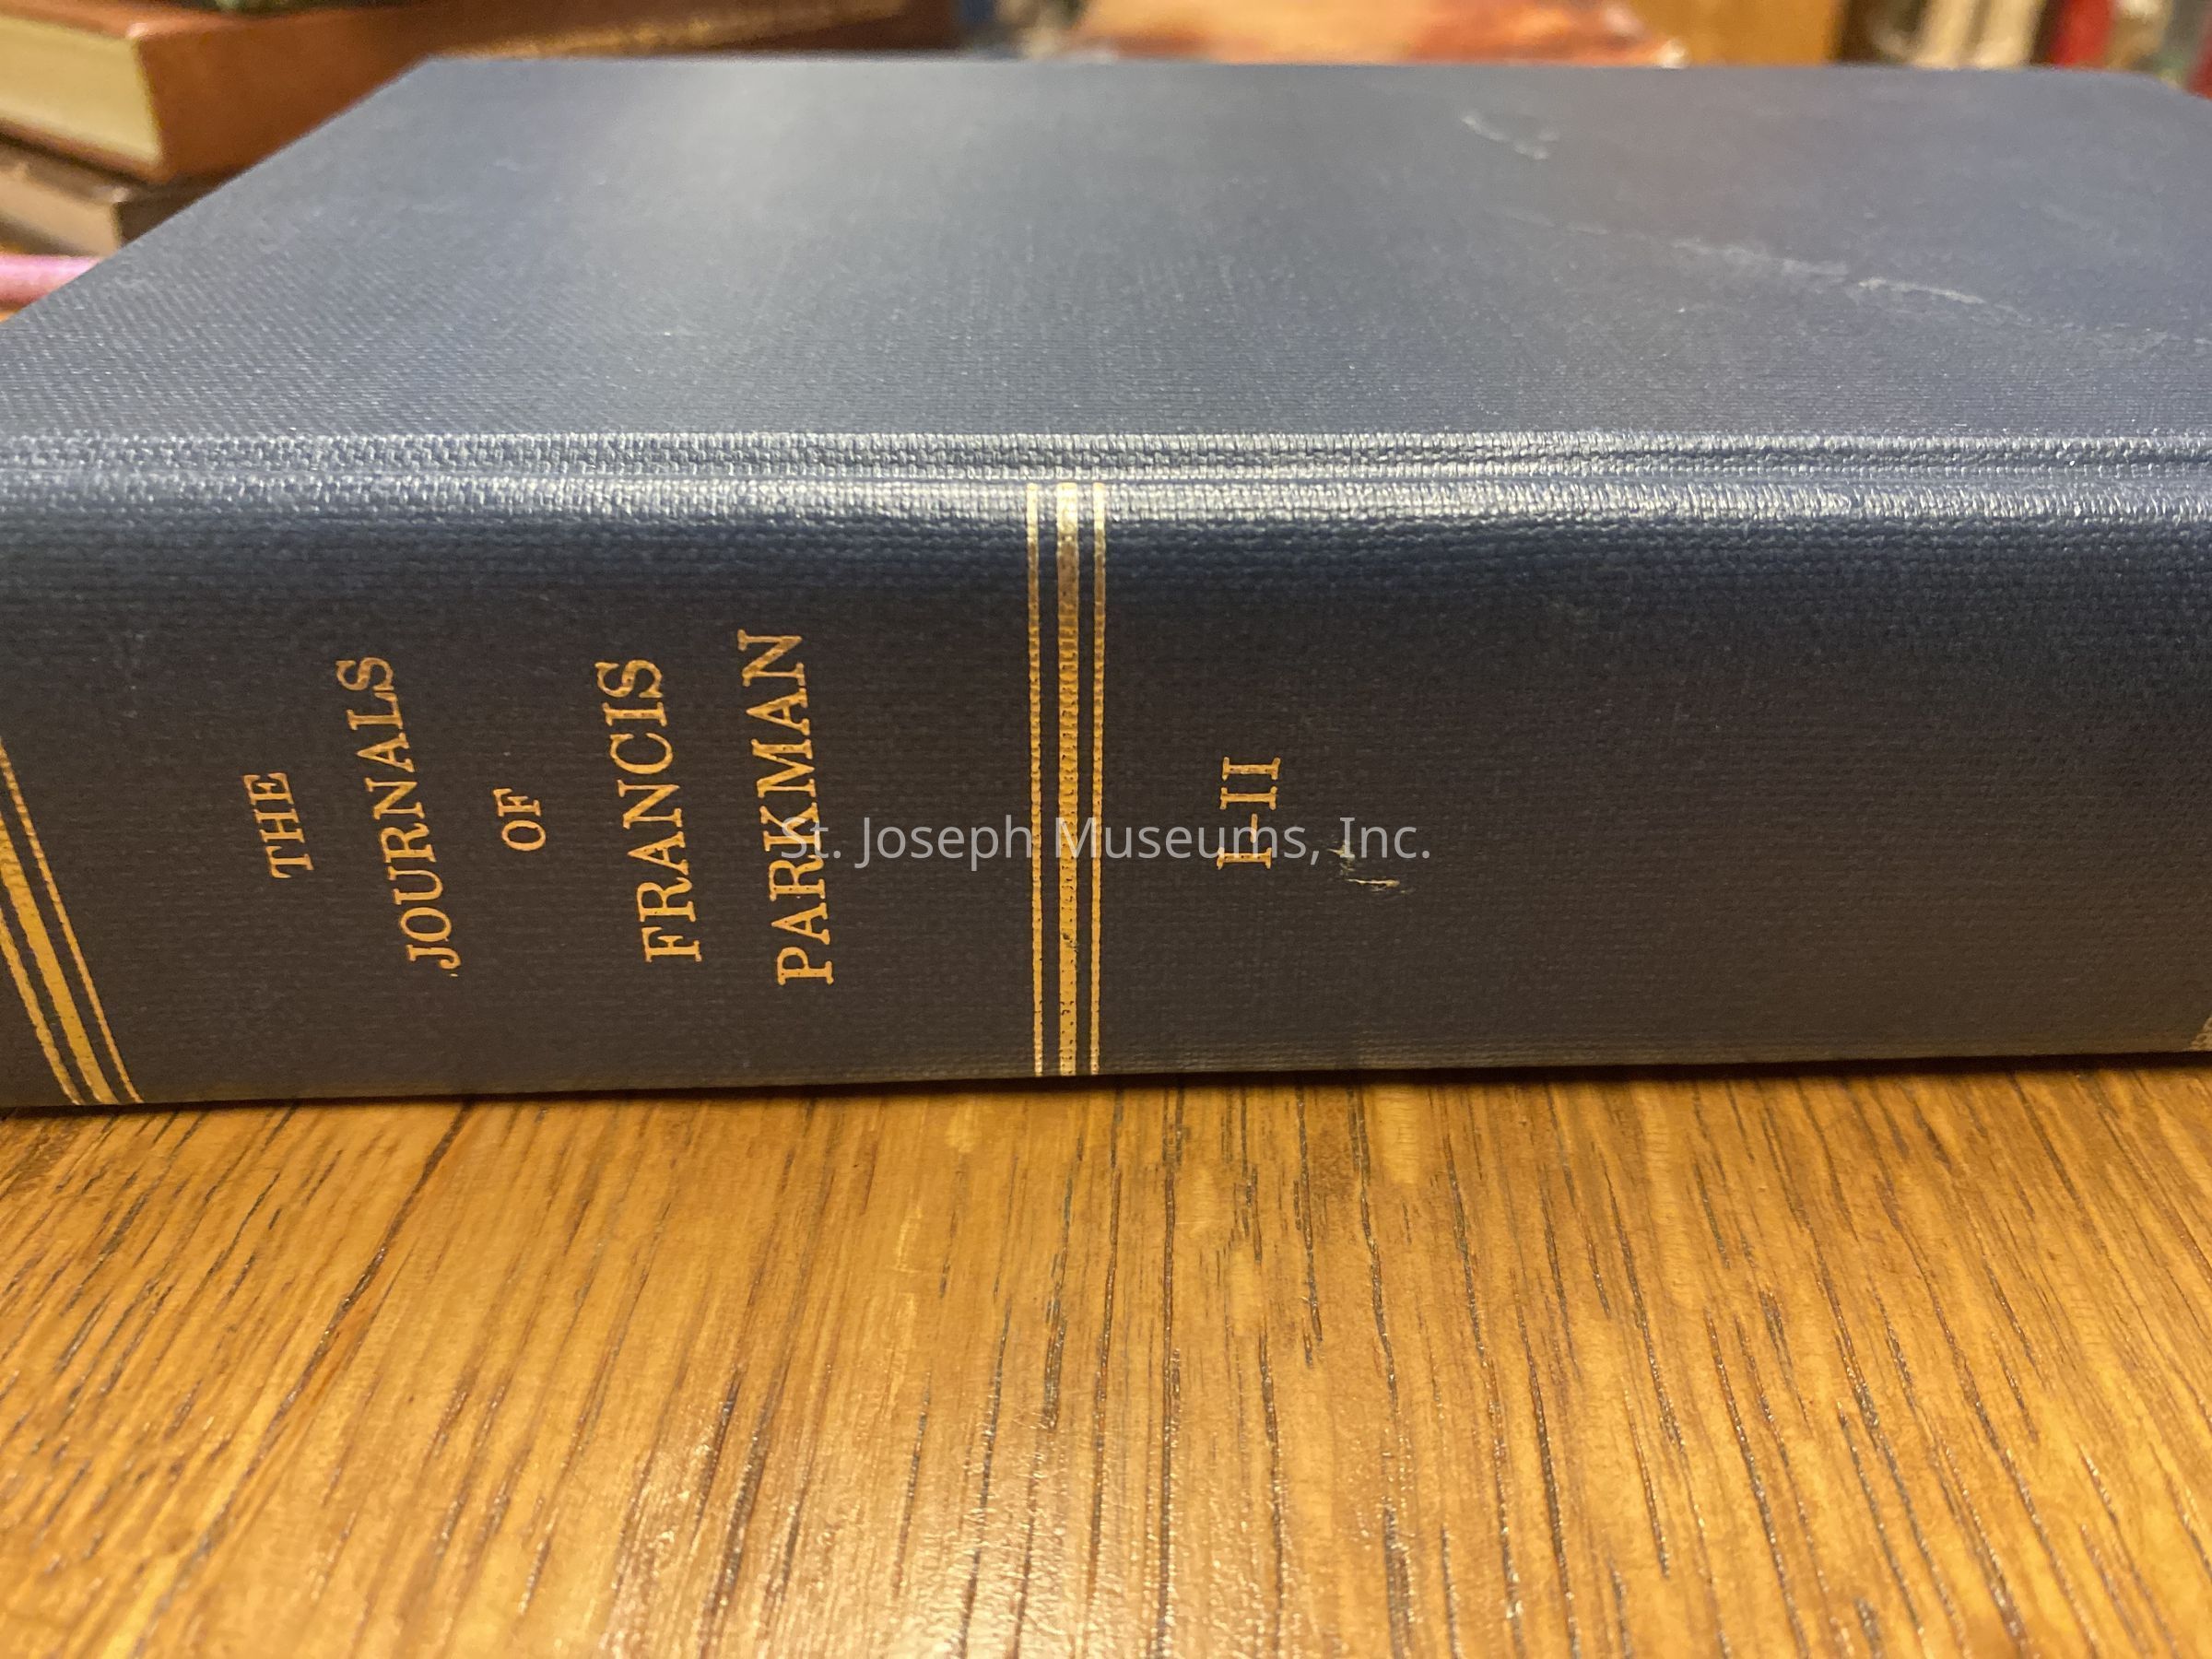 THE
JOURNALS
OF
FRANCIS
PARKMAN
I-II
St. Joseph Museums, Inc.